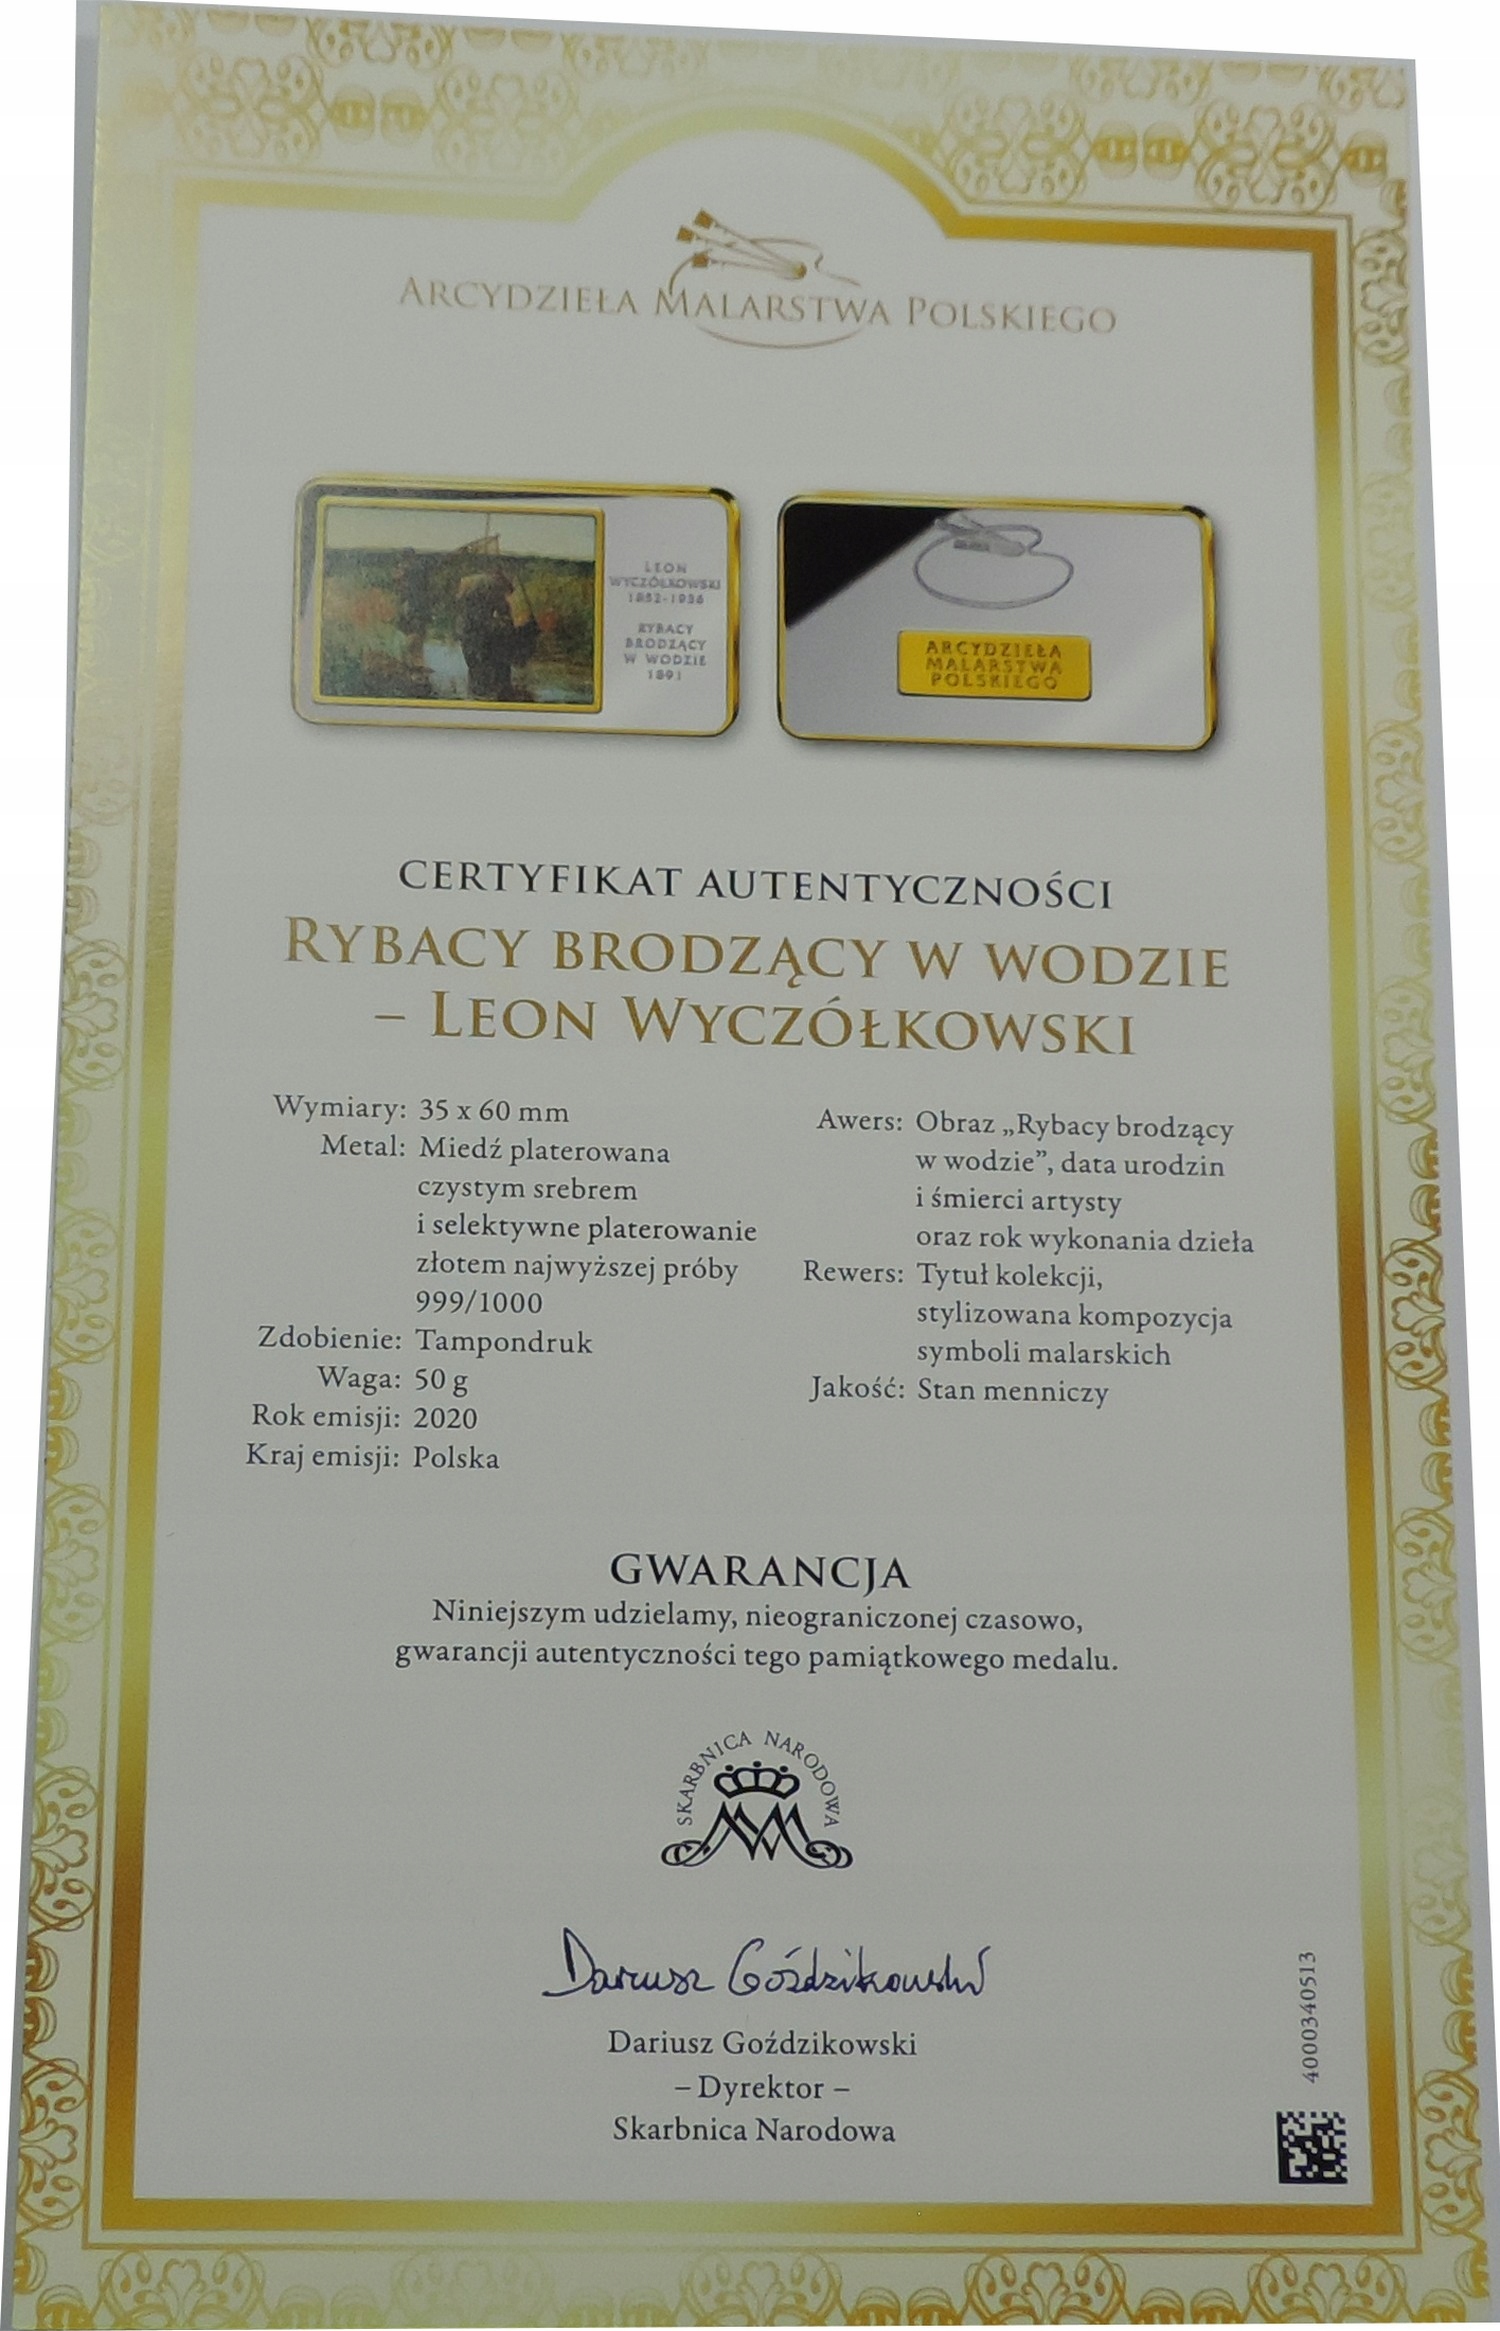 ARCYDZIEŁA MALARSTWA POLSKIEGO
LEON
WYCZÓŁKOWSKI
1852-1936
RYBACY
BRODZĄCY
W WODZIE
1891
ARCYDZIEŁA
MALARSTWA
POLSKIEGO
CERTYFIKAT AUTENTYCZNOŚCI
RYBACY BRODZĄCY W WODZIE
– LEON WYCZÓŁKOWSKI
Wymiary: 35 x 60 mm
Metal: Miedź platerowana
czystym srebrem
i selektywne platerowanie
złotem najwyższej próby
999/1000
Zdobienie: Tampondruk
Waga: 50 g
Rok emisji: 2020
Kraj emisji: Polska
Awers: Obraz „Rybacy brodzący
w wodzie”, data urodzin
i śmierci artysty
oraz rok wykonania dzieła
Rewers: Tytuł kolekcji,
stylizowana kompozycja
symboli malarskich
Jakość: Stan menniczy
GWARANCJA
Niniejszym udzielamy, nieograniczonej czasowo,
gwarancji autentyczności tego pamiątkowego medalu.
SKARBNICA NARODOWA
Dariusz Goździkowski
Dariusz Goździkowski
– Dyrektor –
Skarbnica Narodowa
4000340513